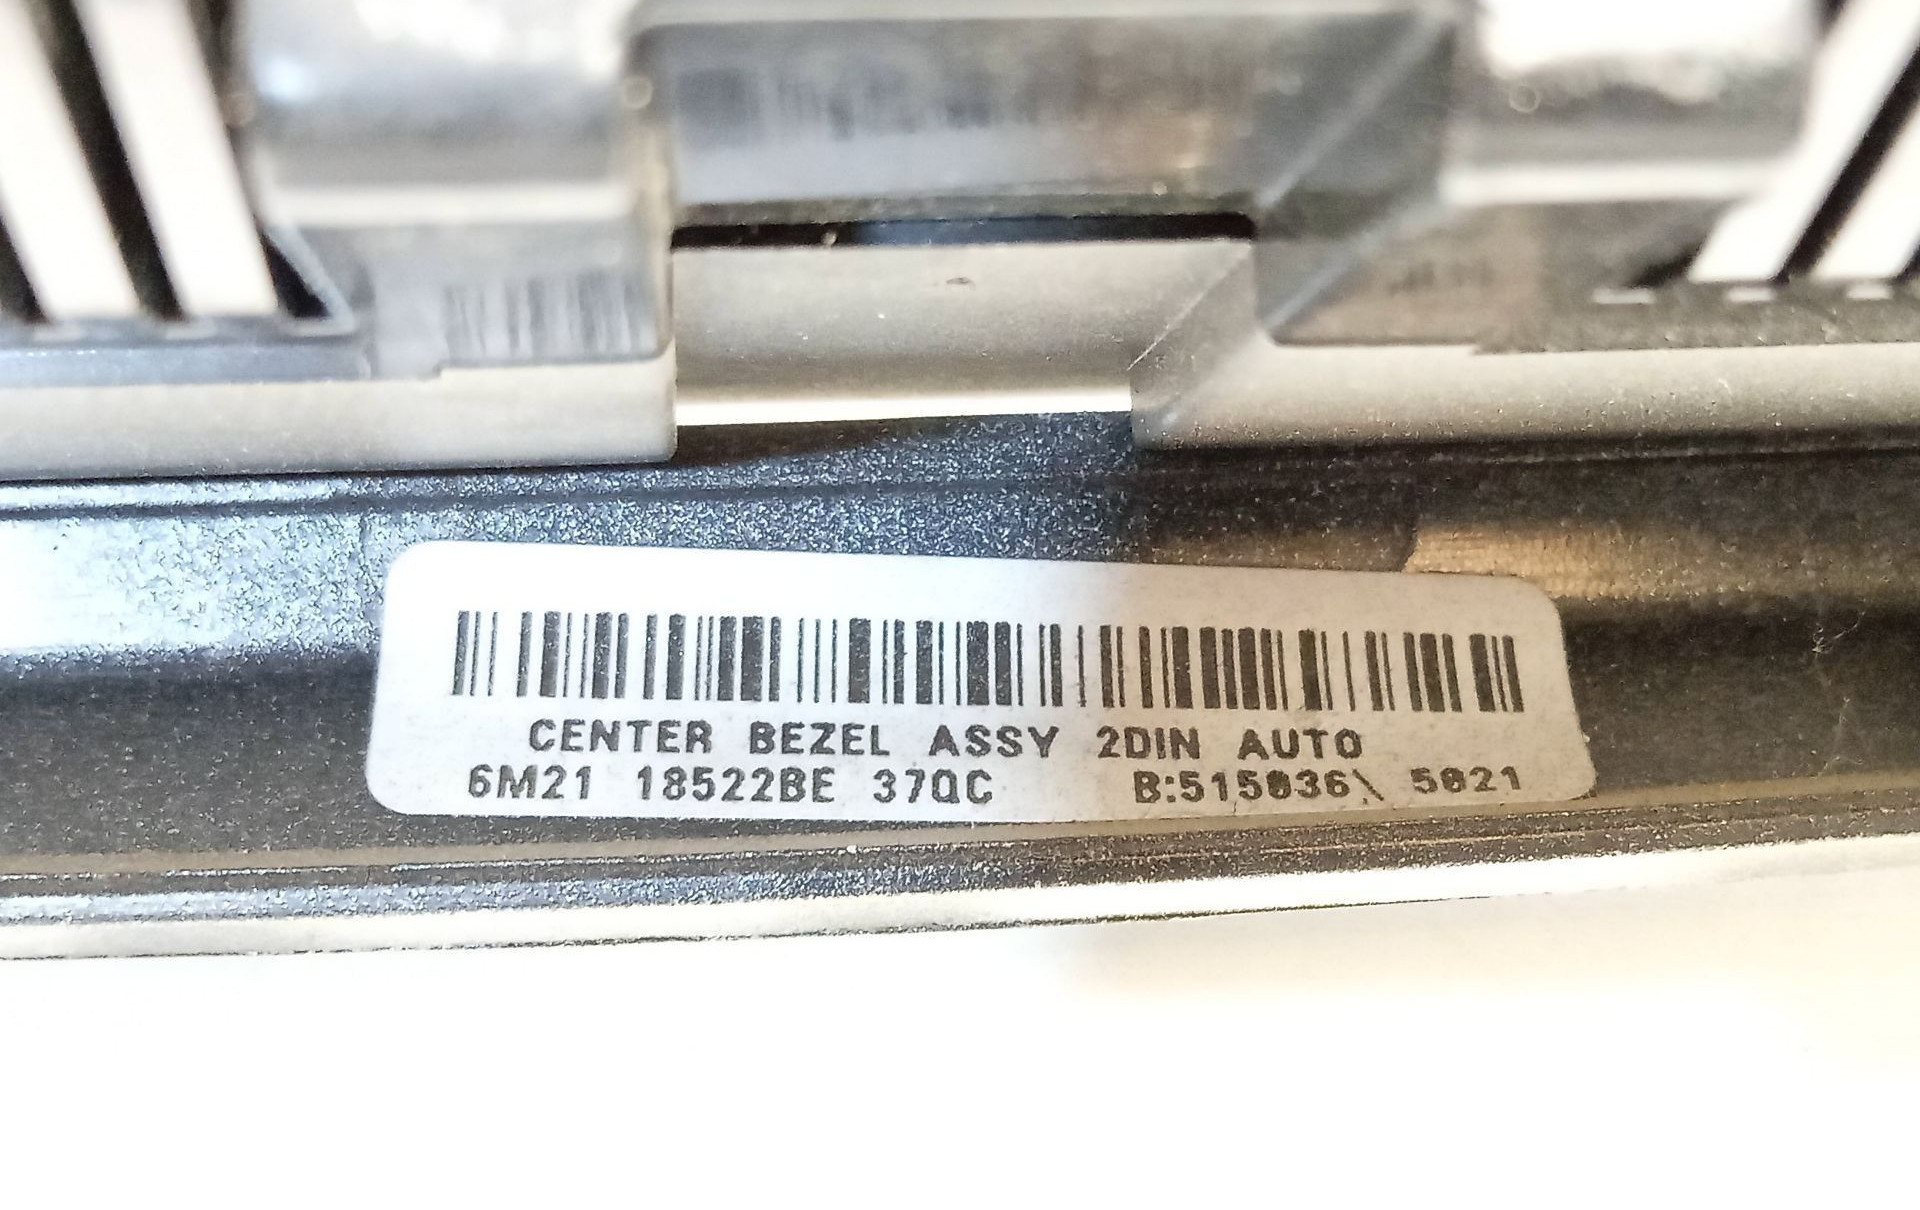 CENTER BEZEL ASSY 2DIN AUTO
6M21 18522BE 37QC B:515036\ 5021